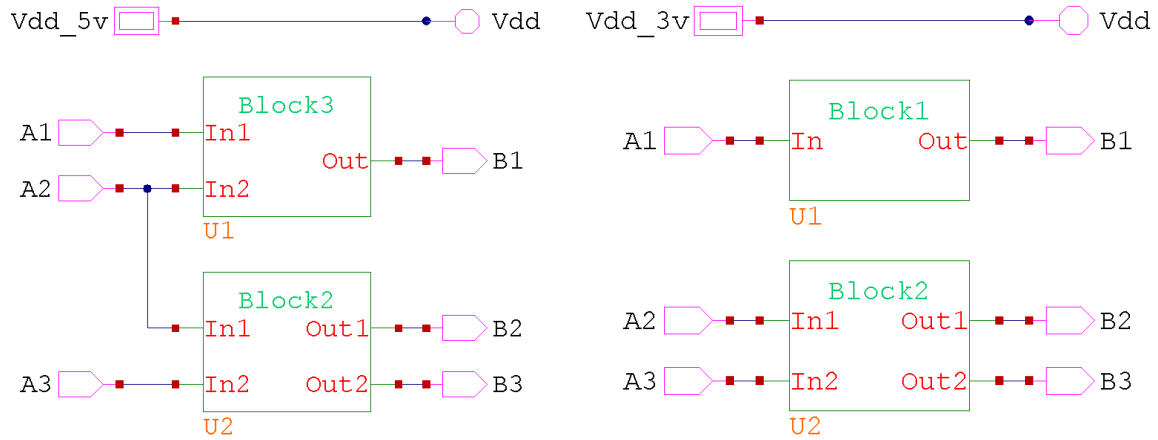 Vdd_5v Vdd
Block3
A1 In1
Out B1
A2 In2
U1
Block2
In1 Out1 B2
A3 In2 Out2 B3
U2
Vdd_3v Vdd
Block1
A1 In Out B1
U1
Block2
A2 In1 Out1 B2
A3 In2 Out2 B3
U2